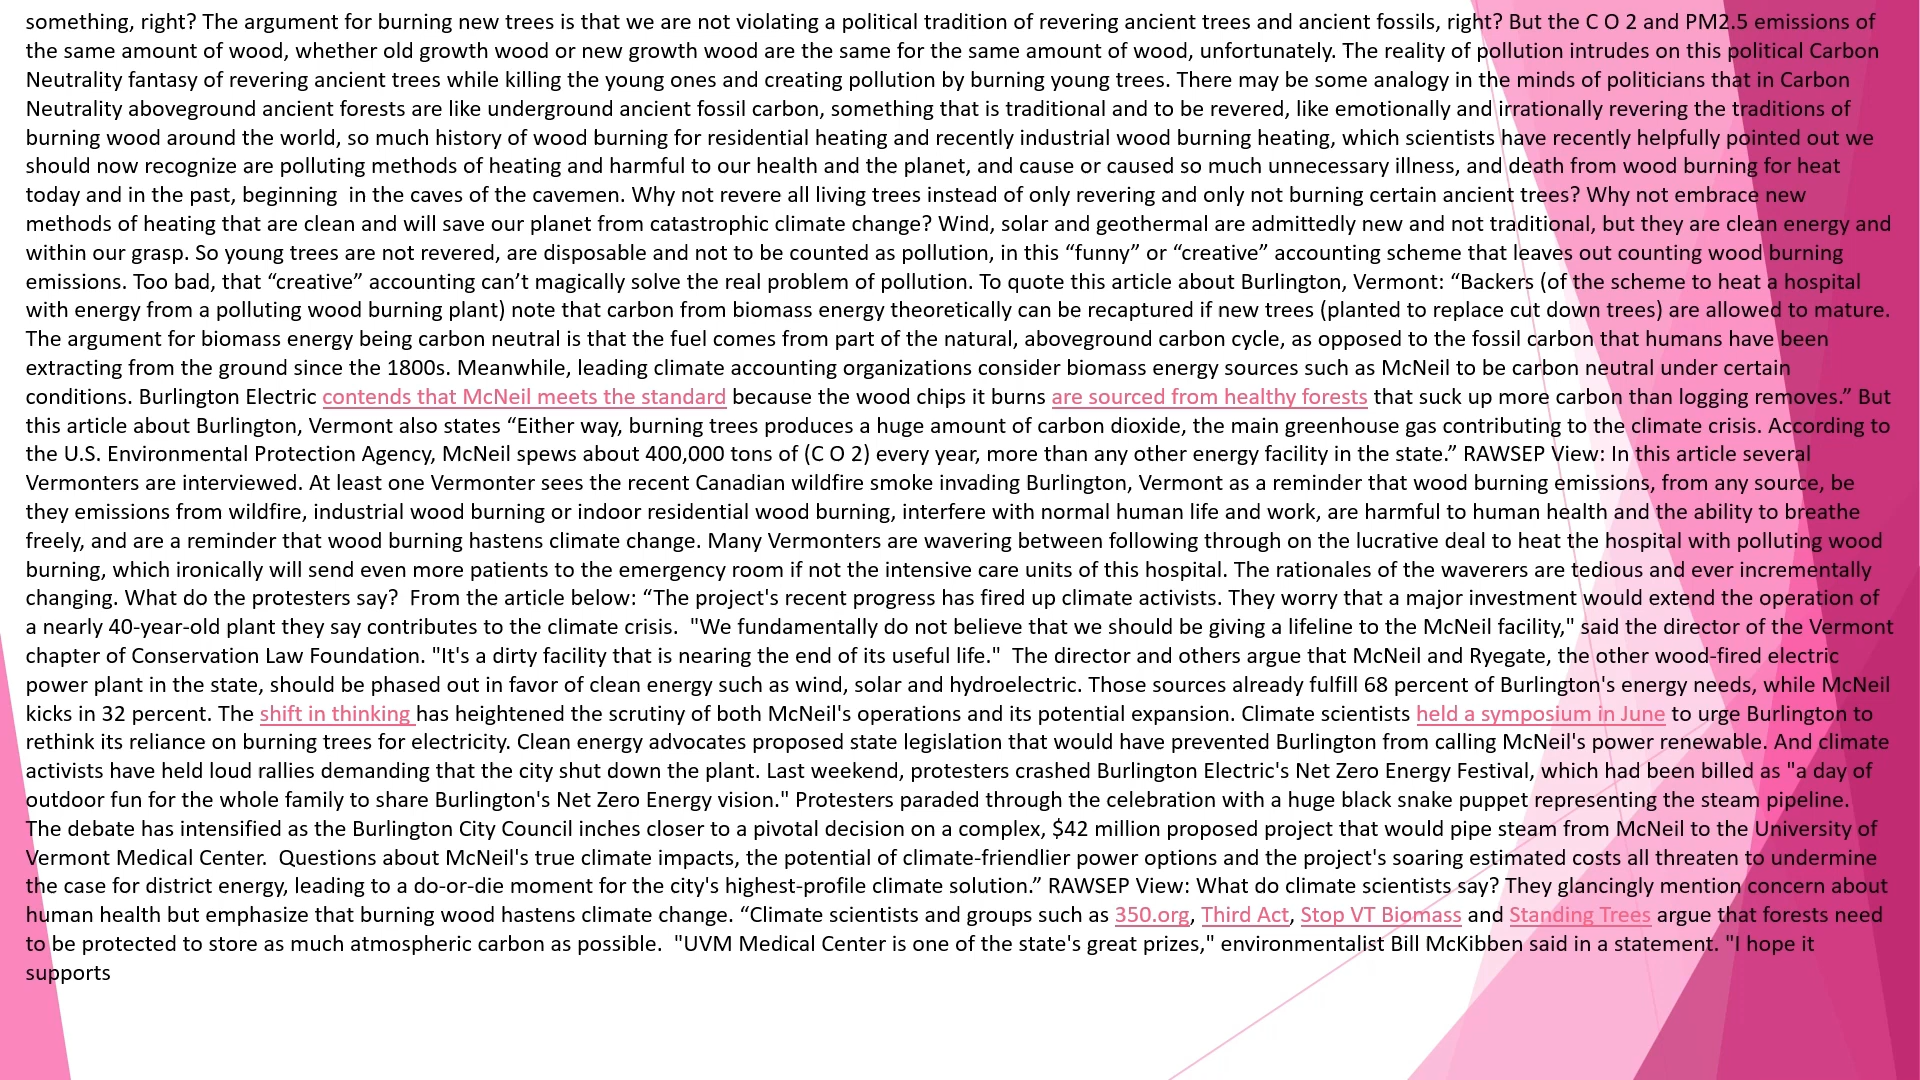 something, right? The argument for burning new trees is that we are not violating a political tradition of revering ancient trees and ancient fossils, right? But the C O 2 and PM2.5 emissions of
the same amount of wood, whether old growth wood or new growth wood are the same for the same amount of wood, unfortunately. The reality of pollution intrudes on this political Carbon
Neutrality fantasy of revering ancient trees while killing the young ones and creating pollution by burning young trees. There may be some analogy in the minds of politicians that in Carbon
Neutrality aboveground ancient forests are like underground ancient fossil carbon, something that is traditional and to be revered, like emotionally and irrationally revering the traditions of
burning wood around the world, so much history of wood burning for residential heating and recently industrial wood burning heating, which scientists have recently helpfully pointed out we
should now recognize are polluting methods of heating and harmful to our health and the planet, and cause or caused so much unnecessary illness, and death from wood burning for heat
today and in the past, beginning  in the caves of the cavemen. Why not revere all living trees instead of only revering and only not burning certain ancient trees? Why not embrace new
methods of heating that are clean and will save our planet from catastrophic climate change? Wind, solar and geothermal are admittedly new and not traditional, but they are clean energy and
within our grasp. So young trees are not revered, are disposable and not to be counted as pollution, in this “funny” or “creative” accounting scheme that leaves out counting wood burning
emissions. Too bad, that “creative” accounting can’t magically solve the real problem of pollution. To quote this article about Burlington, Vermont: “Backers (of the scheme to heat a hospital
with energy from a polluting wood burning plant) note that carbon from biomass energy theoretically can be recaptured if new trees (planted to replace cut down trees) are allowed to mature.
The argument for biomass energy being carbon neutral is that the fuel comes from part of the natural, aboveground carbon cycle, as opposed to the fossil carbon that humans have been
extracting from the ground since the 1800s. Meanwhile, leading climate accounting organizations consider biomass energy sources such as McNeil to be carbon neutral under certain
conditions. Burlington Electric contends that McNeil meets the standard because the wood chips it burns are sourced from healthy forests that suck up more carbon than logging removes.” But
this article about Burlington, Vermont also states “Either way, burning trees produces a huge amount of carbon dioxide, the main greenhouse gas contributing to the climate crisis. According to
the U.S. Environmental Protection Agency, McNeil spews about 400,000 tons of (C O 2) every year, more than any other energy facility in the state.” RAWSEP View: In this article several
Vermonters are interviewed. At least one Vermonter sees the recent Canadian wildfire smoke invading Burlington, Vermont as a reminder that wood burning emissions, from any source, be
they emissions from wildfire, industrial wood burning or indoor residential wood burning, interfere with normal human life and work, are harmful to human health and the ability to breathe
freely, and are a reminder that wood burning hastens climate change. Many Vermonters are wavering between following through on the lucrative deal to heat the hospital with polluting wood
burning, which ironically will send even more patients to the emergency room if not the intensive care units of this hospital. The rationales of the waverers are tedious and ever incrementally
changing. What do the protesters say?  From the article below: “The project's recent progress has fired up climate activists. They worry that a major investment would extend the operation of
a nearly 40-year-old plant they say contributes to the climate crisis.  "We fundamentally do not believe that we should be giving a lifeline to the McNeil facility," said the director of the Vermont
chapter of Conservation Law Foundation. "It's a dirty facility that is nearing the end of its useful life."  The director and others argue that McNeil and Ryegate, the other wood-fired electric
power plant in the state, should be phased out in favor of clean energy such as wind, solar and hydroelectric. Those sources already fulfill 68 percent of Burlington's energy needs, while McNeil
kicks in 32 percent. The shift in thinking has heightened the scrutiny of both McNeil's operations and its potential expansion. Climate scientists held a symposium in June to urge Burlington to
rethink its reliance on burning trees for electricity. Clean energy advocates proposed state legislation that would have prevented Burlington from calling McNeil's power renewable. And climate
activists have held loud rallies demanding that the city shut down the plant. Last weekend, protesters crashed Burlington Electric's Net Zero Energy Festival, which had been billed as "a day of
outdoor fun for the whole family to share Burlington's Net Zero Energy vision." Protesters paraded through the celebration with a huge black snake puppet representing the steam pipeline.
The debate has intensified as the Burlington City Council inches closer to a pivotal decision on a complex, $42 million proposed project that would pipe steam from McNeil to the University of
Vermont Medical Center.  Questions about McNeil's true climate impacts, the potential of climate-friendlier power options and the project's soaring estimated costs all threaten to undermine
the case for district energy, leading to a do-or-die moment for the city's highest-profile climate solution.” RAWSEP View: What do climate scientists say? They glancingly mention concern about
human health but emphasize that burning wood hastens climate change. “Climate scientists and groups such as 350.org, Third Act, Stop VT Biomass and Standing Trees argue that forests need
to be protected to store as much atmospheric carbon as possible.  "UVM Medical Center is one of the state's great prizes," environmentalist Bill McKibben said in a statement. "I hope it
supports